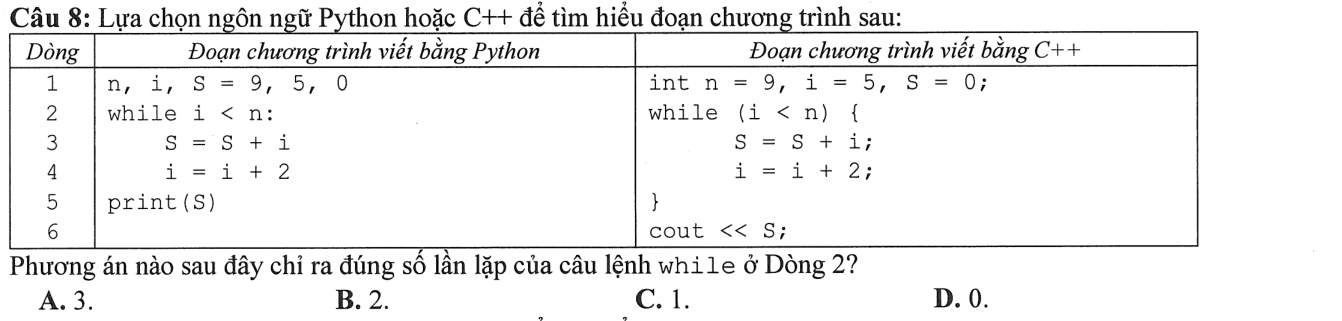 Câu 8: Lựa chọn ngôn ngữ Python hoặc C++ để tìm hiểu đoạn chương trình sau:
Dòng Đoạn chương trình viết bằng Python Đoạn chương trình viết bằng C++
1 n, i, S = 9, 5, 0 int n = 9, i = 5, S = 0;
2 while i < n: while (i < n) {
3 S = S + i S = S + i;
4 i = i + 2 i = i + 2;
5 print(S) }
6 cout << S;
Phương án nào sau đây chỉ ra đúng số lần lặp của câu lệnh while ở Dòng 2?
A. 3. B. 2. C. 1. D. 0.